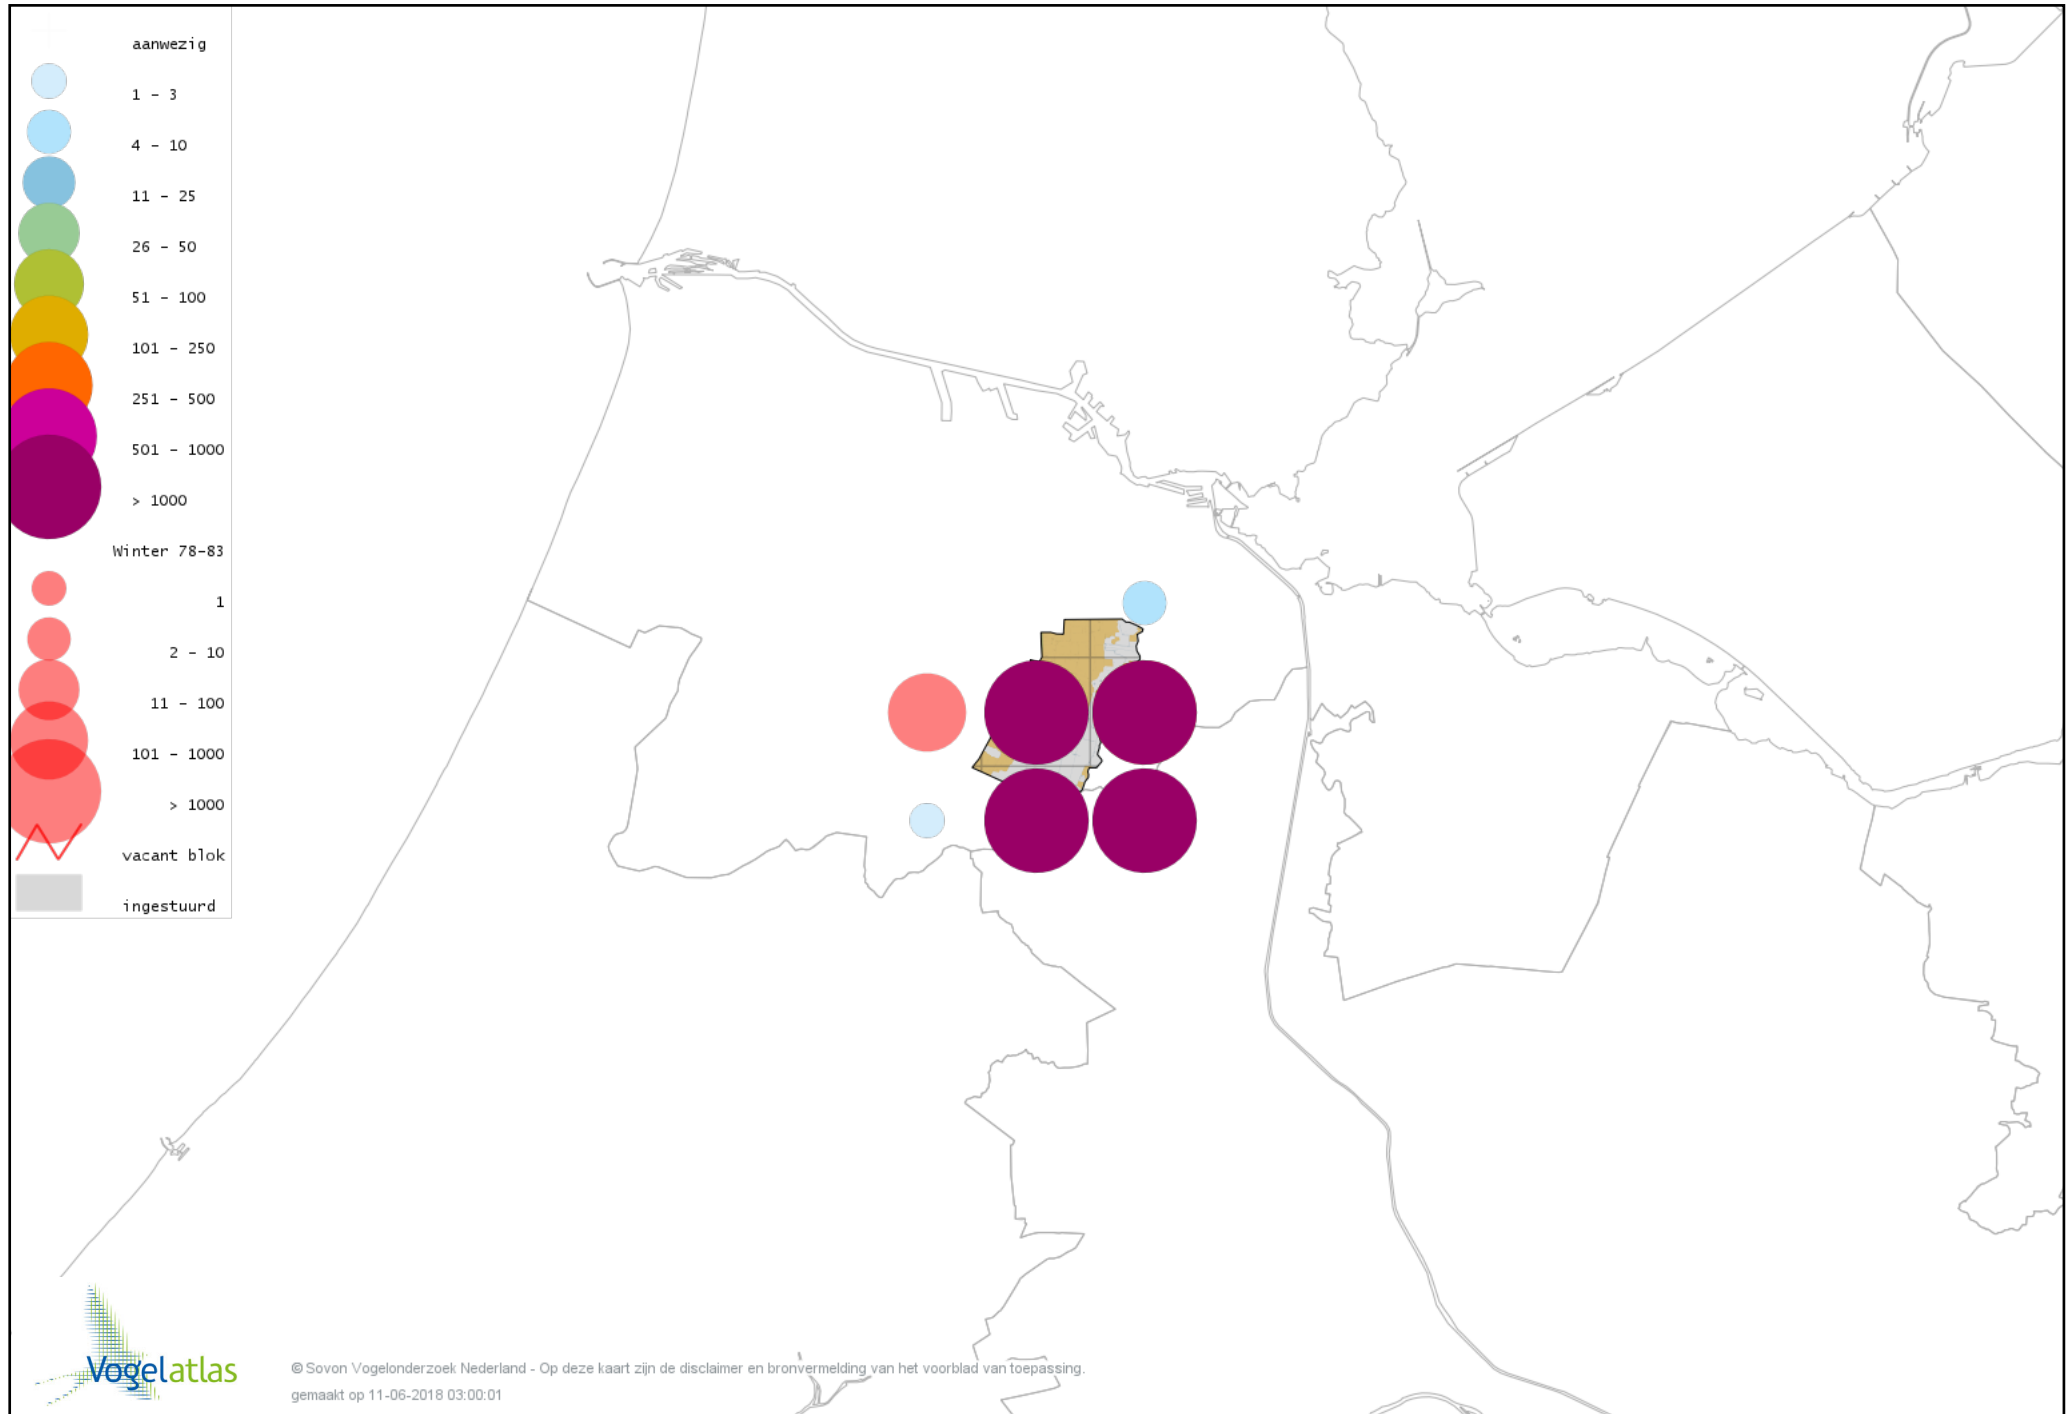 aanwezig
1 - 3
4 - 10
11 - 25
26 - 50
51 - 100
101 - 250
251 - 500
501 - 1000
> 1000
Winter 78-83
1
2 - 10
11 - 100
101 - 1000
> 1000
vacant blok
ingestuurd
Vogelatlas
© Sovon Vogelonderzoek Nederland - Op deze kaart zijn de disclaimer en bronvermelding van het voorblad van toepassing.
gemaakt op 11-06-2018 03:00:01